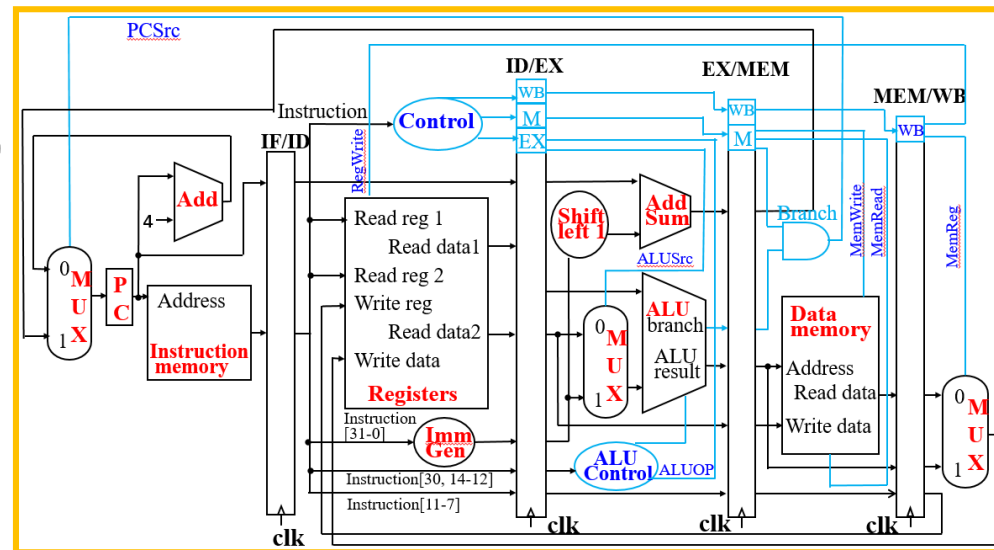 PCSrc
ID/EX
EX/MEM
MEM/WB
WB
M
EX
WB
M
WB
Instruction
Control
IF/ID
RegWrite
Add
4
Shift
left 1
Add
Sum
Branch
MemWrite
MemRead
MemReg
ALUSrc
0
M
U
X
1
P
C
Address
Instruction
memory
Read reg 1
Read data1
Read reg 2
Write reg
Read data2
Write data
Registers
0
M
U
X
1
ALU
branch
ALU
result
Data
memory
Address
Read data
Write data
0
M
U
X
1
Instruction
[31-0]
Imm
Gen
ALU
Control
ALUOP
Instruction[30, 14-12]
Instruction[11-7]
clk
clk
clk
clk